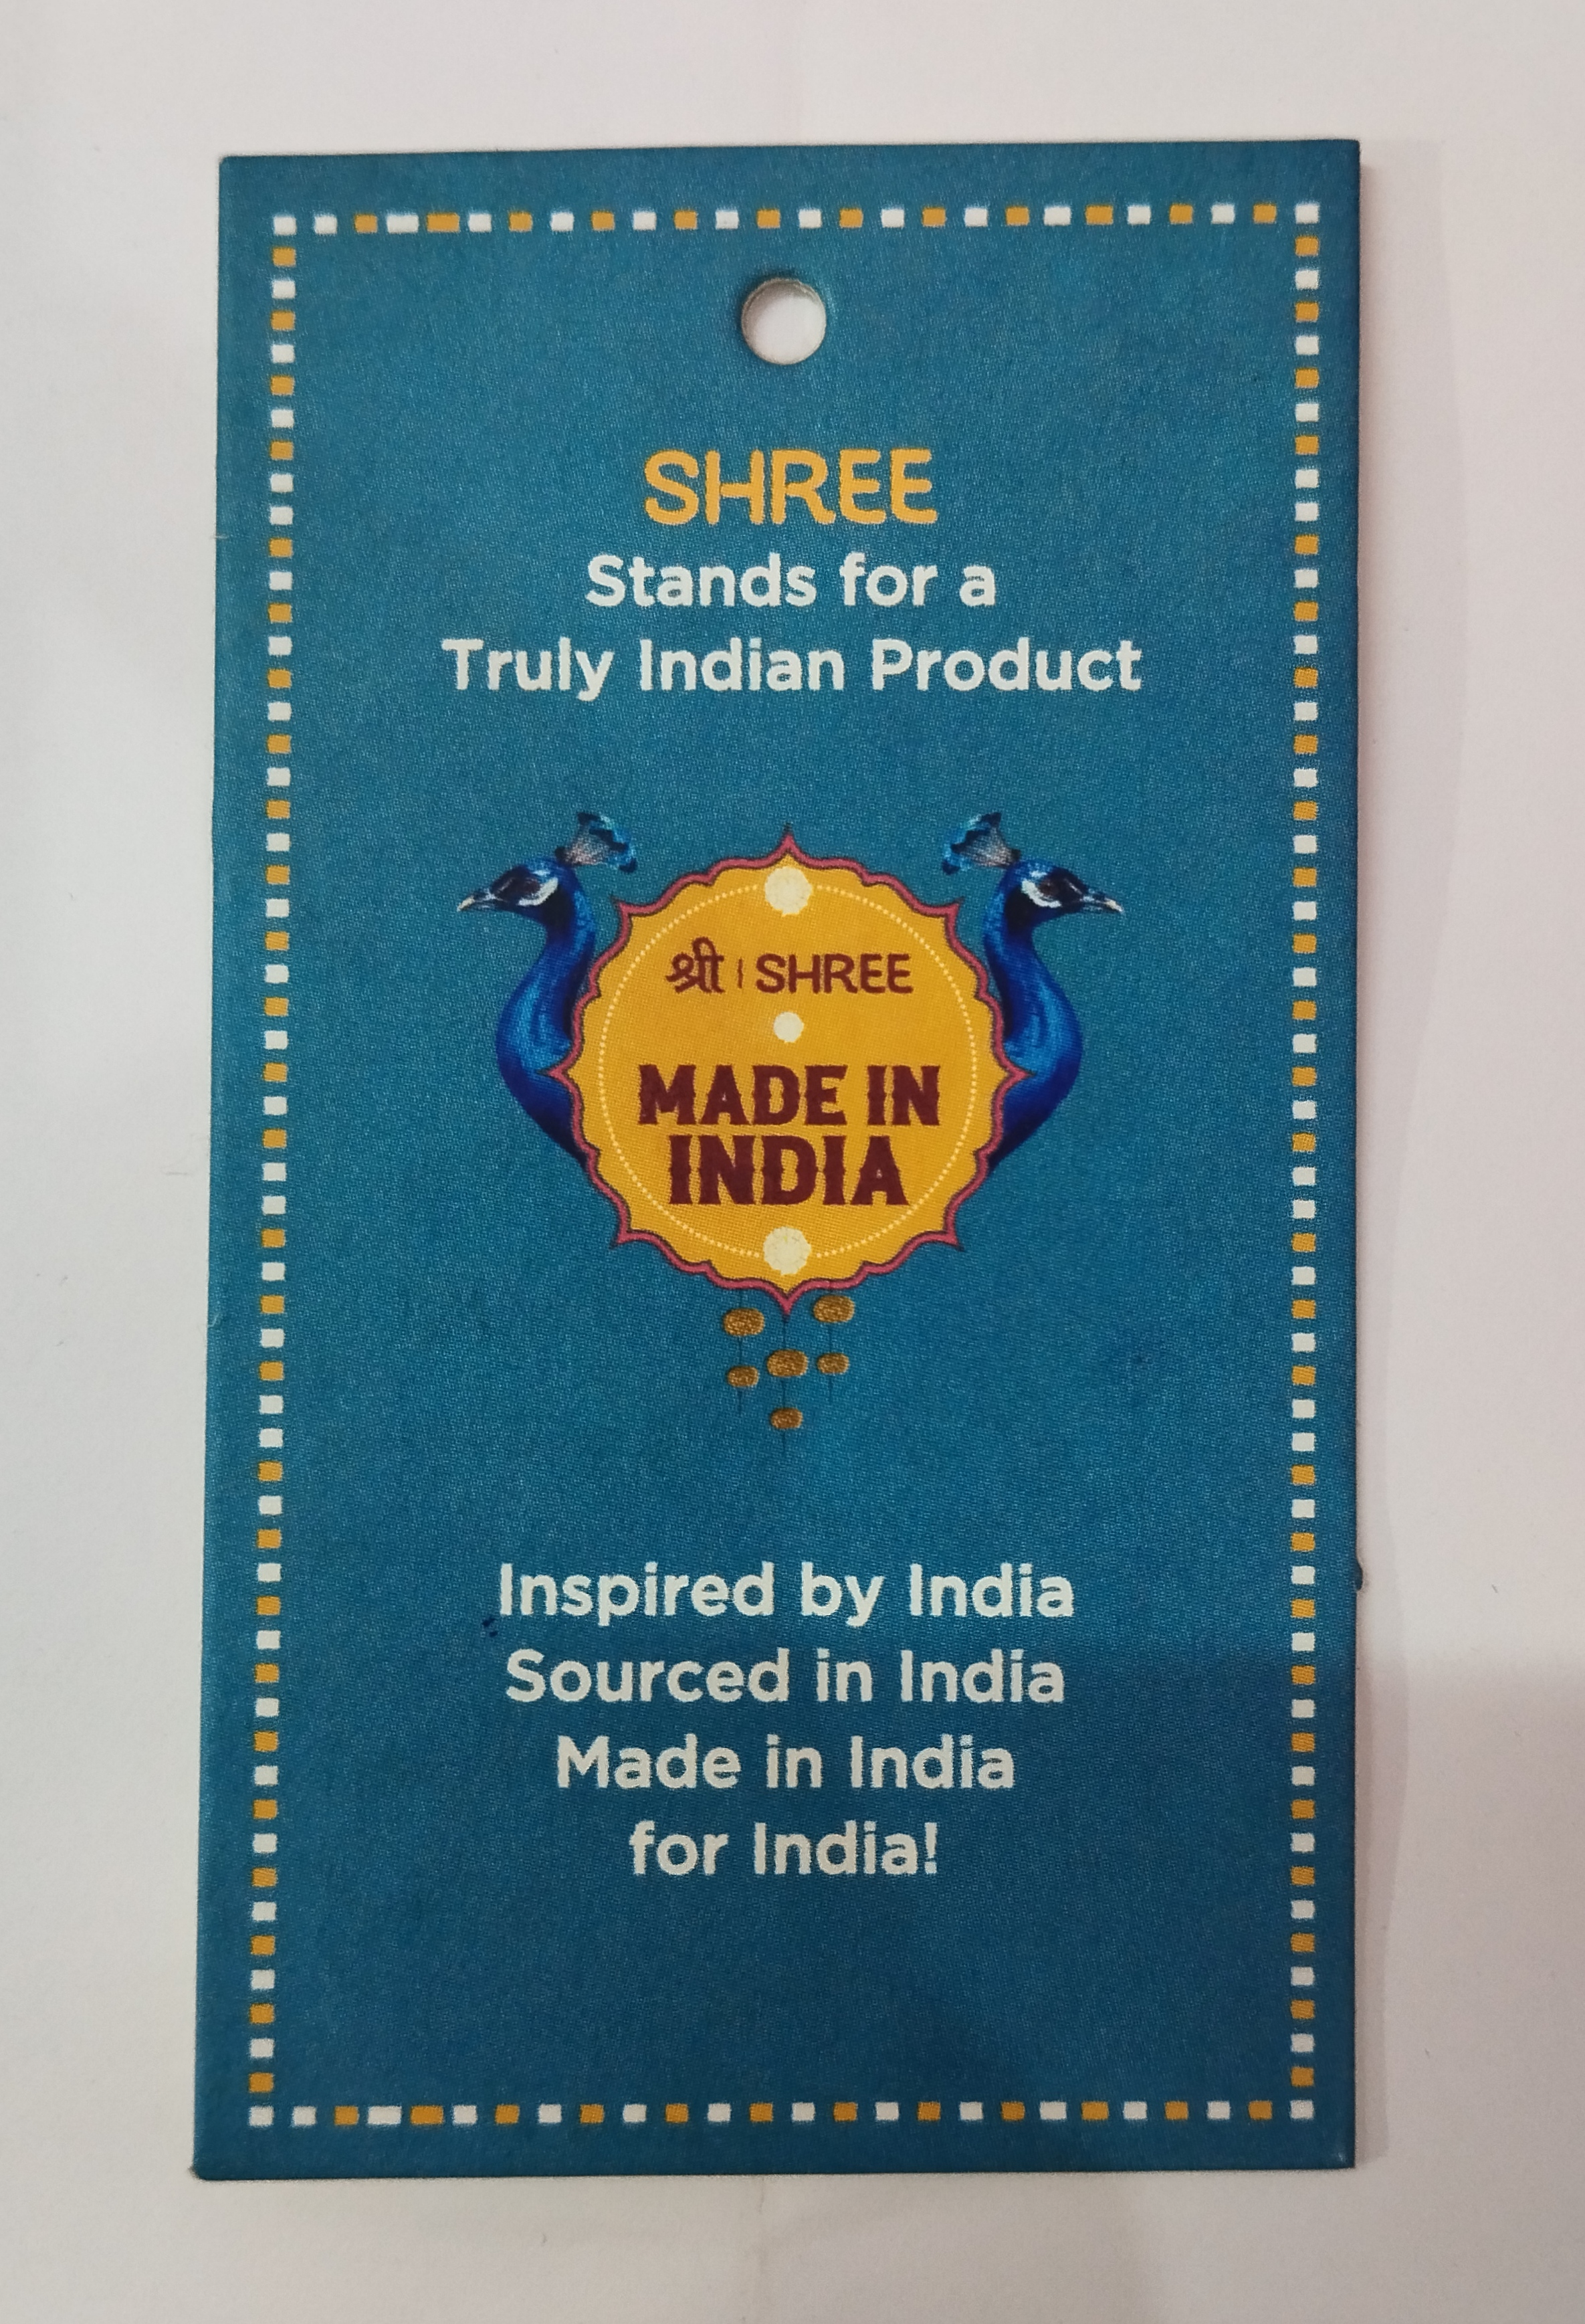 SHREE
Stands for a
Truly Indian Product
श्री | SHREE
MADE IN
INDIA
Inspired by India
Sourced in India
Made in India
for India!